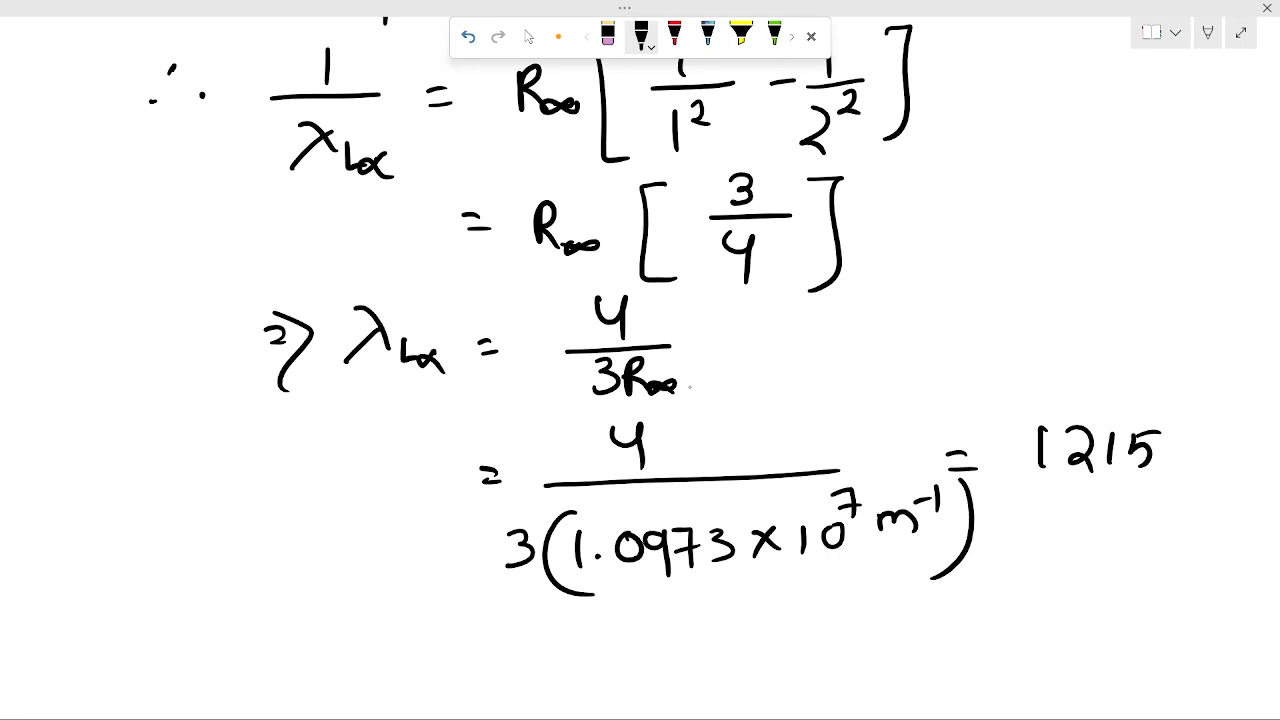 ∴ 1/λ_Lα = R∞ [ 1/1² - 1/2² ]
= R∞ [ 3/4 ]
⇒ λ_Lα = 4/3R∞
= 4/3(1.0973 × 10⁷ m⁻¹) = 1215